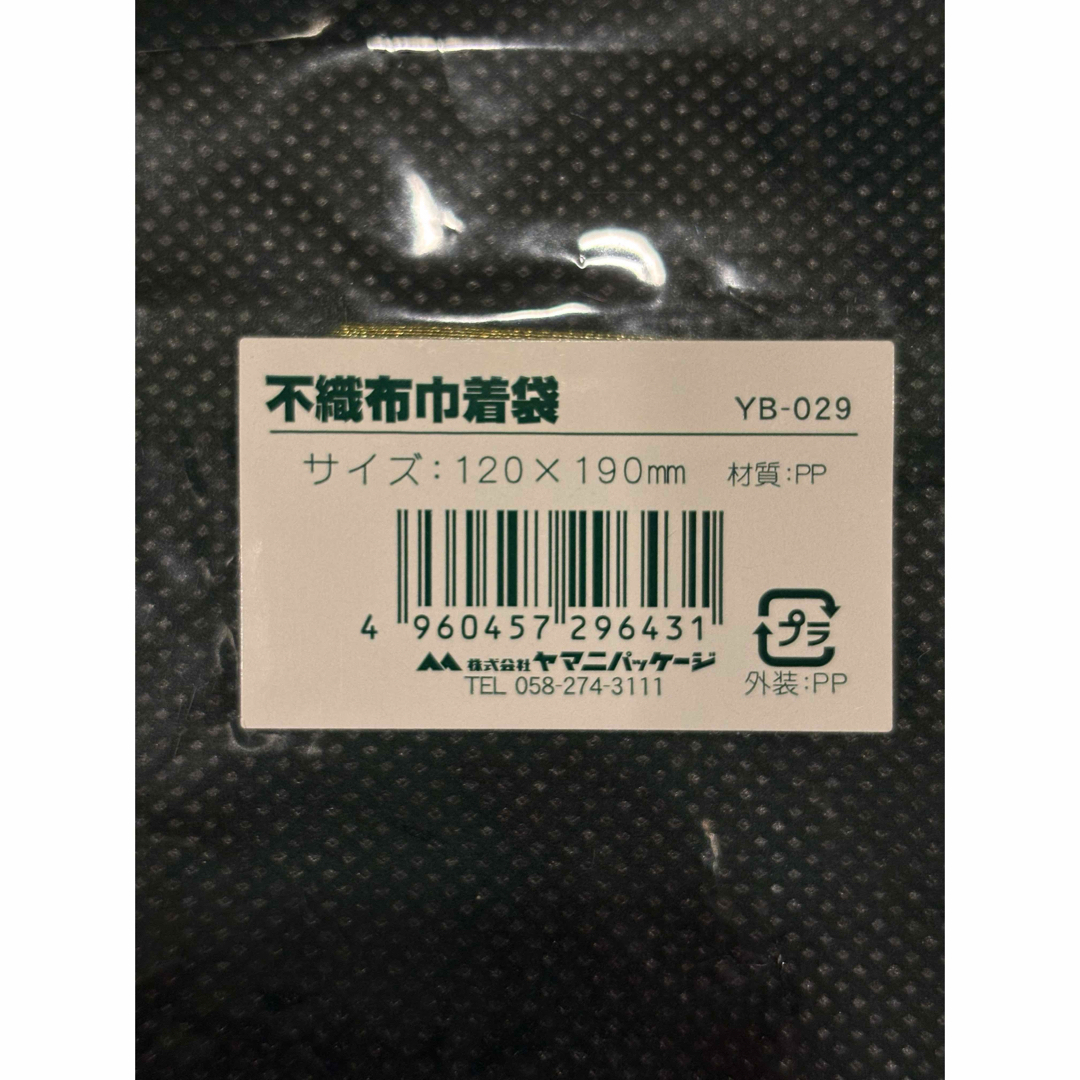 不織布巾着袋 YB-029
サイズ：120×190mm 材質：PP
4 960457 296431
プラ
株式会社ヤマニパッケージ
TEL 058-274-3111
外装：PP